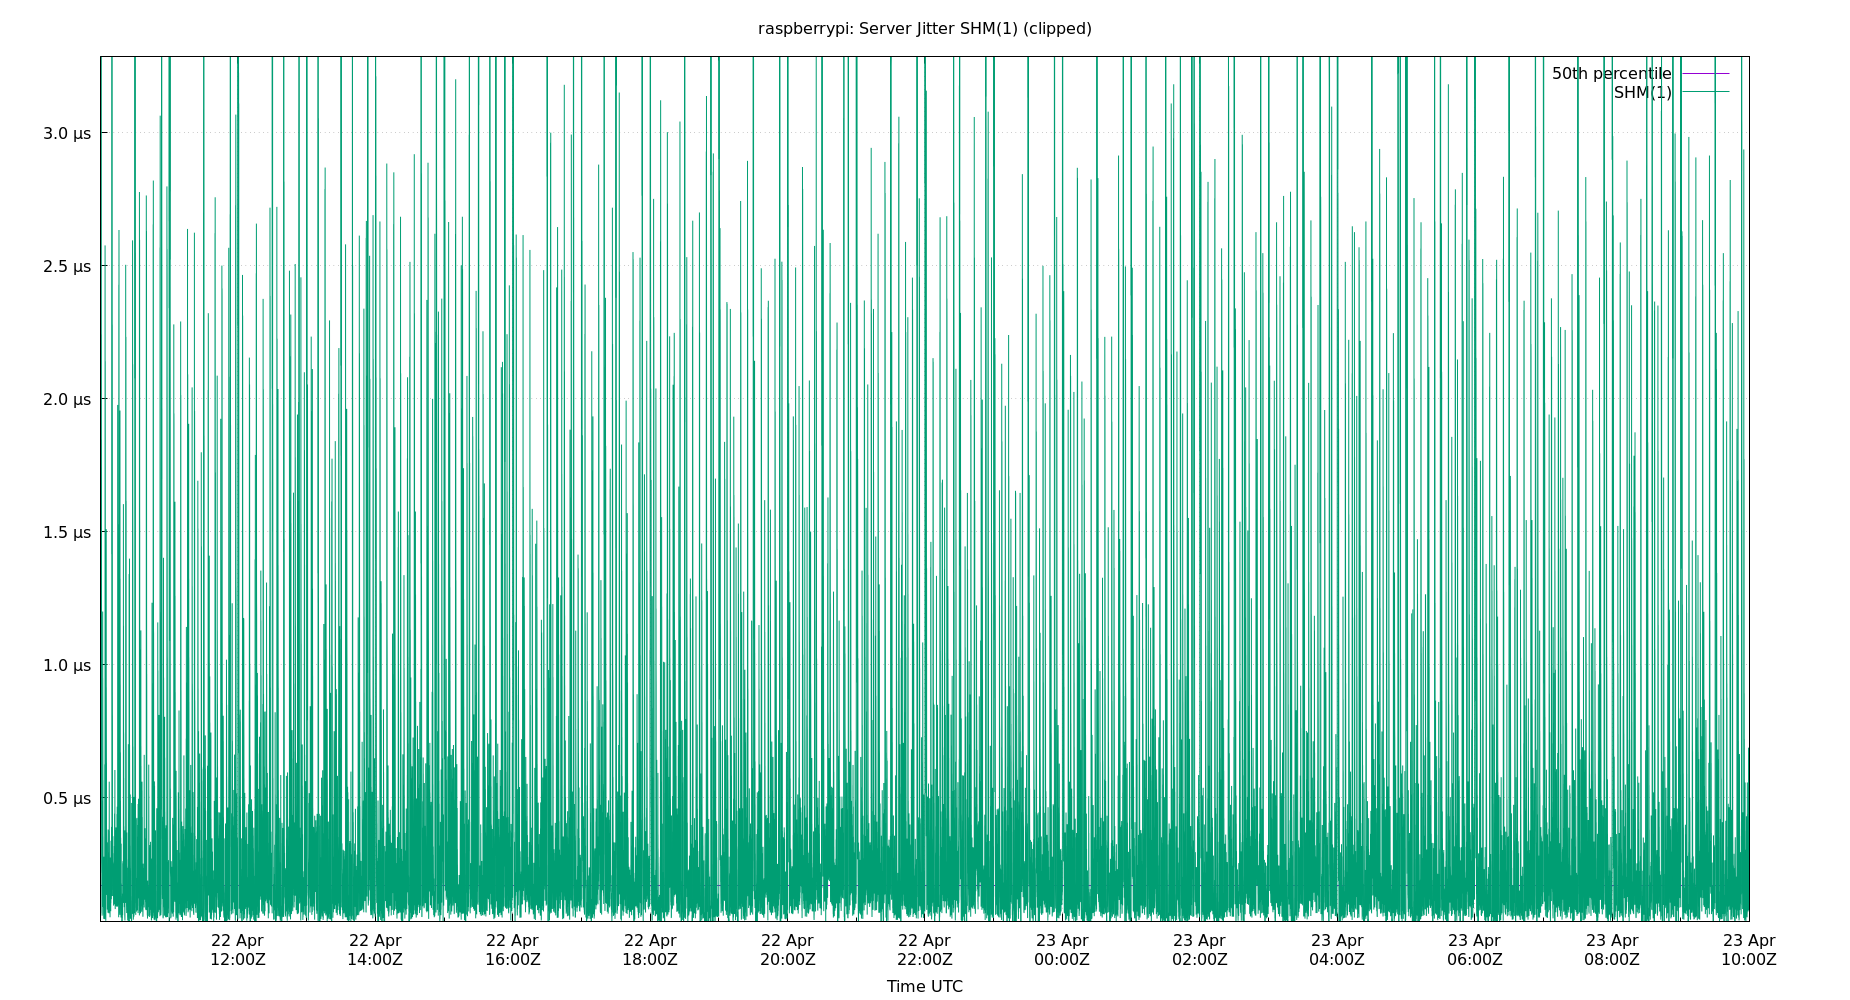 raspberrypi: Server Jitter SHM(1) (clipped)
50th percentile
SHM(1)
3.0 μs
2.5 μs
2.0 μs
1.5 μs
1.0 μs
0.5 μs
22 Apr 22 Apr 22 Apr 22 Apr 22 Apr 22 Apr 23 Apr 23 Apr 23 Apr 23 Apr 23 Apr 23 Apr
12:00Z 14:00Z 16:00Z 18:00Z 20:00Z 22:00Z 00:00Z 02:00Z 04:00Z 06:00Z 08:00Z 10:00Z
Time UTC